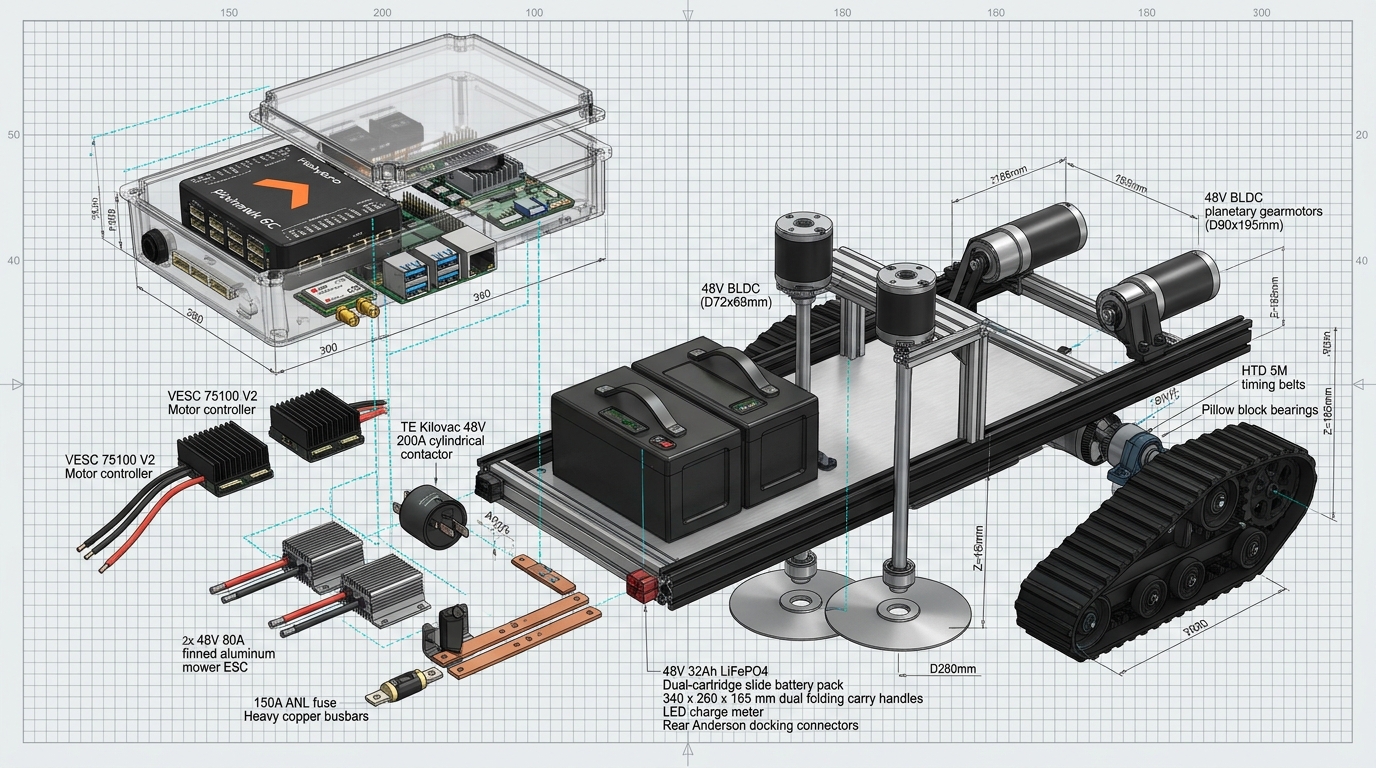 150
200
100
180
160
180
300
50
20
40
40
360
300
48V BLDC
planetary gearmotors
(D90x195mm)
48V BLDC
(D72x68mm)
HTD 5M
timing belts
Pillow block bearings
VESC 75100 V2
Motor controller
VESC 75100 V2
Motor controller
TE Kilovac 48V
200A cylindrical
contactor
2x 48V 80A
finned aluminum
mower ESC
150A ANL fuse
Heavy copper busbars
D280mm
48V 32Ah LiFePO4
Dual-cartridge slide battery pack
340 x 260 x 165 mm dual folding carry handles
LED charge meter
Rear Anderson docking connectors